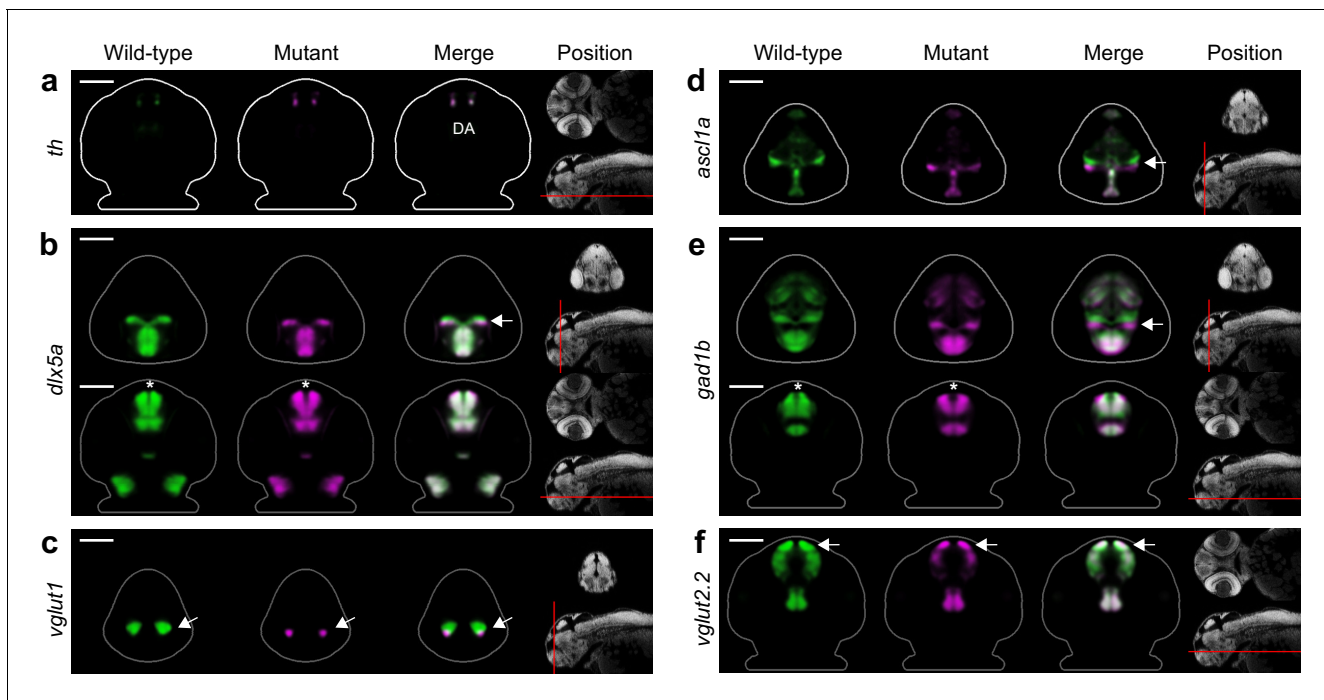 Wild-type Mutant Merge Position
a
th
DA
b
dlx5a
*
*
c
vglut1
Wild-type Mutant Merge Position
d
ascl1a
e
gad1b
*
*
f
vglut2.2